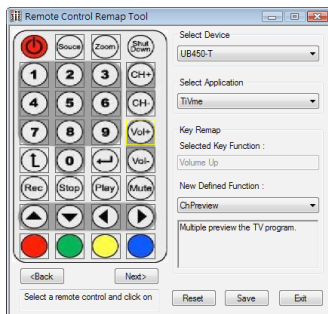 Remote Control Remap Tool
Souce Zoom Shut Down
1 2 3 CH+
4 5 6 CH-
7 8 9 Vol+
0 Vol-
Rec Stop Play Mute
<Back Next>
Select a remote control and click on
Select Device
UB450-T
Select Application
TiVme
Key Remap
Selected Key Function :
Volume Up
New Defined Function :
ChPreview
Multiple preview the TV program.
Reset Save Exit